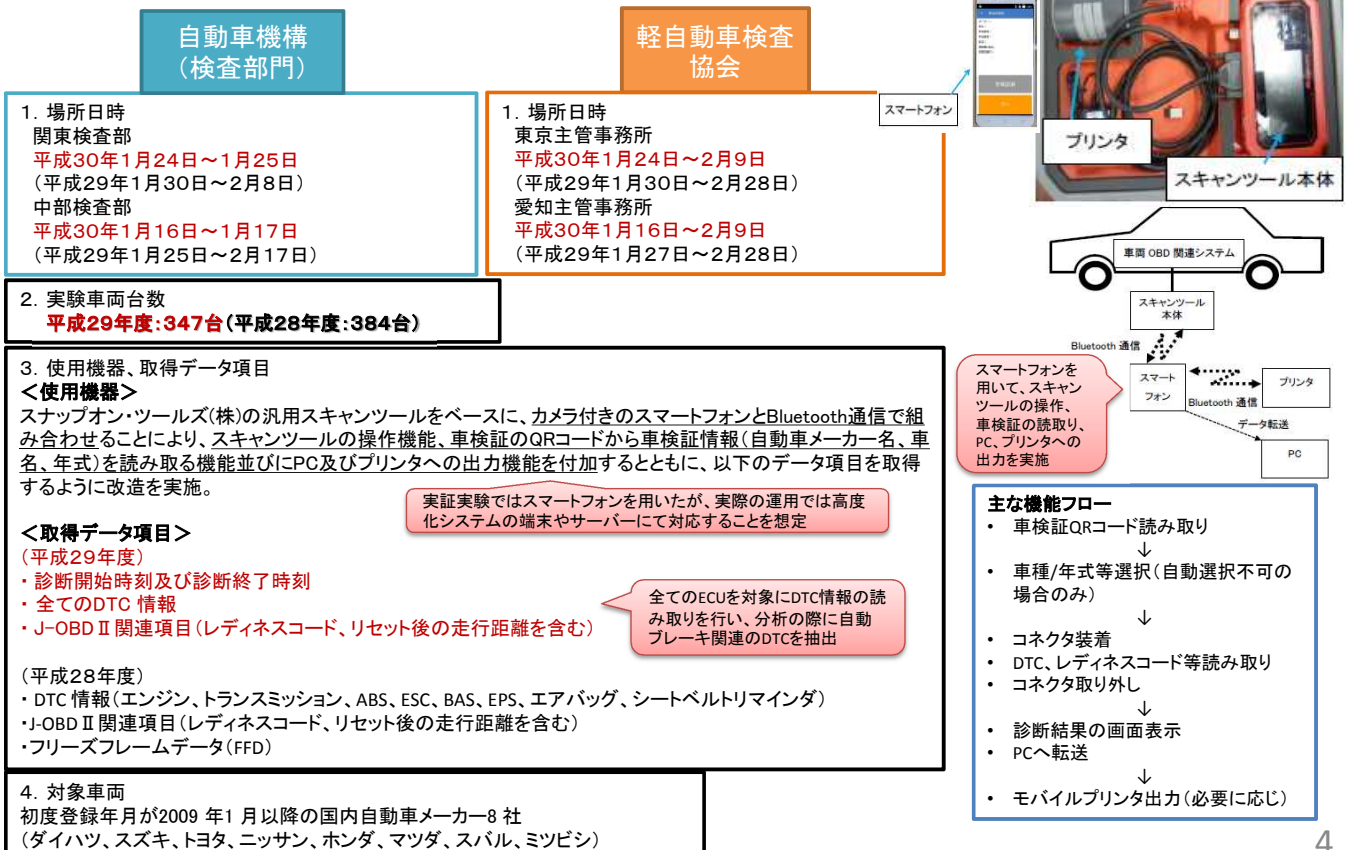 自動車機構
（検査部門）
1．場所日時
関東検査部
平成30年1月24日～1月25日
（平成29年1月30日～2月8日）
中部検査部
平成30年1月16日～1月17日
（平成29年1月25日～2月17日）
軽自動車検査
協会
1．場所日時
東京主管事務所
平成30年1月24日～2月9日
（平成29年1月30日～2月28日）
愛知主管事務所
平成30年1月16日～2月9日
（平成29年1月27日～2月28日）
スマートフォン
プリンタ
スキャンツール本体
2．実験車両台数
平成29年度：347台（平成28年度：384台）
3．使用機器、取得データ項目
＜使用機器＞
スナップオン・ツールズ(株)の汎用スキャンツールをベースに、カメラ付きのスマートフォンとBluetooth通信で組
み合わせることにより、スキャンツールの操作機能、車検証のQRコードから車検証情報（自動車メーカー名、車
名、年式）を読み取る機能並びにPC及びプリンタへの出力機能を付加するとともに、以下のデータ項目を取得
するように改造を実施。
実証実験ではスマートフォンを用いたが、実際の運用では高度
化システムの端末やサーバーにて対応することを想定
＜取得データ項目＞
（平成29年度）
・診断開始時刻及び診断終了時刻
・全てのDTC 情報
・J-OBDⅡ関連項目（レディネスコード、リセット後の走行距離を含む）
全てのECUを対象にDTC情報の読
み取りを行い、分析の際に自動
ブレーキ関連のDTCを抽出
（平成28年度）
・DTC 情報（エンジン、トランスミッション、ABS、ESC、BAS、EPS、エアバッグ、シートベルトリマインダ）
・J-OBDⅡ関連項目（レディネスコード、リセット後の走行距離を含む）
・フリーズフレームデータ（FFD）
4．対象車両
初度登録年月が2009 年1 月以降の国内自動車メーカー8 社
（ダイハツ、スズキ、トヨタ、ニッサン、ホンダ、マツダ、スバル、ミツビシ）
車両 OBD 関連システム
スキャンツール
本体
Bluetooth 通信
スマート
フォン
プリンタ
Bluetooth 通信
データ転送
PC
スマートフォンを
用いて、スキャン
ツールの操作、
車検証の読取り、
PC、プリンタへの
出力を実施
主な機能フロー
• 車検証QRコード読み取り
↓
• 車種/年式等選択（自動選択不可の
場合のみ）
↓
• コネクタ装着
• DTC、レディネスコード等読み取り
• コネクタ取り外し
↓
• 診断結果の画面表示
• PCへ転送
↓
• モバイルプリンタ出力（必要に応じ）
4